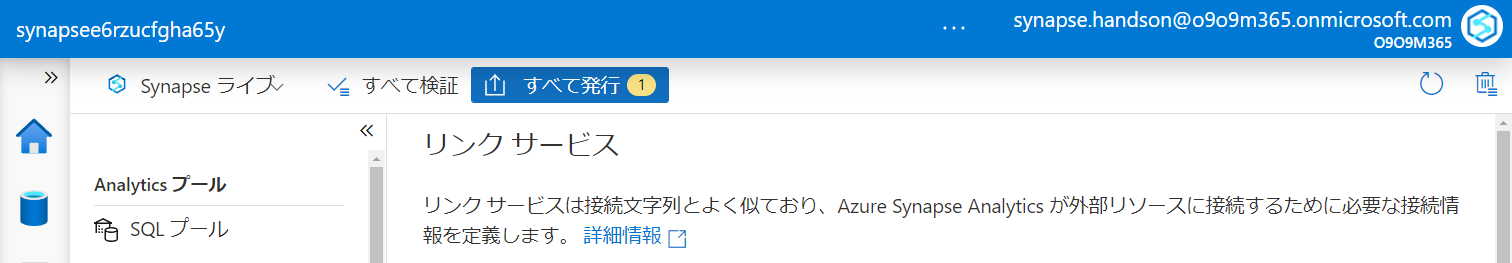 synapsee6rzucfgha65y
...
synapse.handson@o9o9m365.onmicrosoft.com
O9O9M365
Synapse ライブ
すべて検証
すべて発行 1
リンク サービス
Analytics プール
SQL プール
リンク サービスは接続文字列とよく似ており、Azure Synapse Analytics が外部リソースに接続するために必要な接続情
報を定義します。 詳細情報